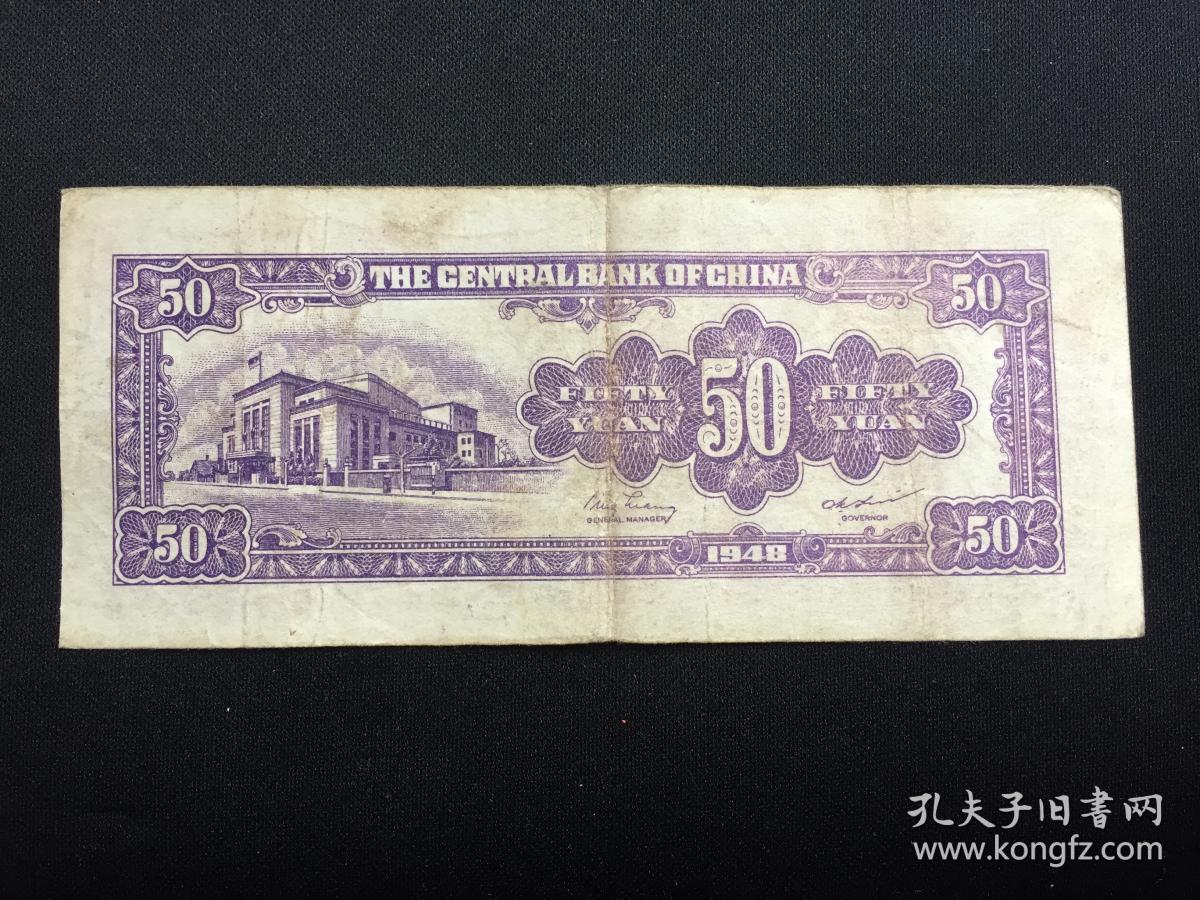 THE CENTRAL BANK OF CHINA
50
50
FIFTY YUAN
50
FIFTY YUAN
GENERAL MANAGER
GOVERNOR
50
1948
50
孔夫子旧書网
www.kongfz.com